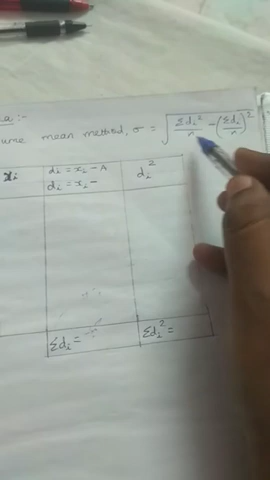 a :-
ume mean method, σ = √(Σdᵢ²/n − (Σdᵢ/n)²)
xᵢ dᵢ = xᵢ − A dᵢ²
dᵢ = xᵢ −
Σdᵢ = Σdᵢ² =